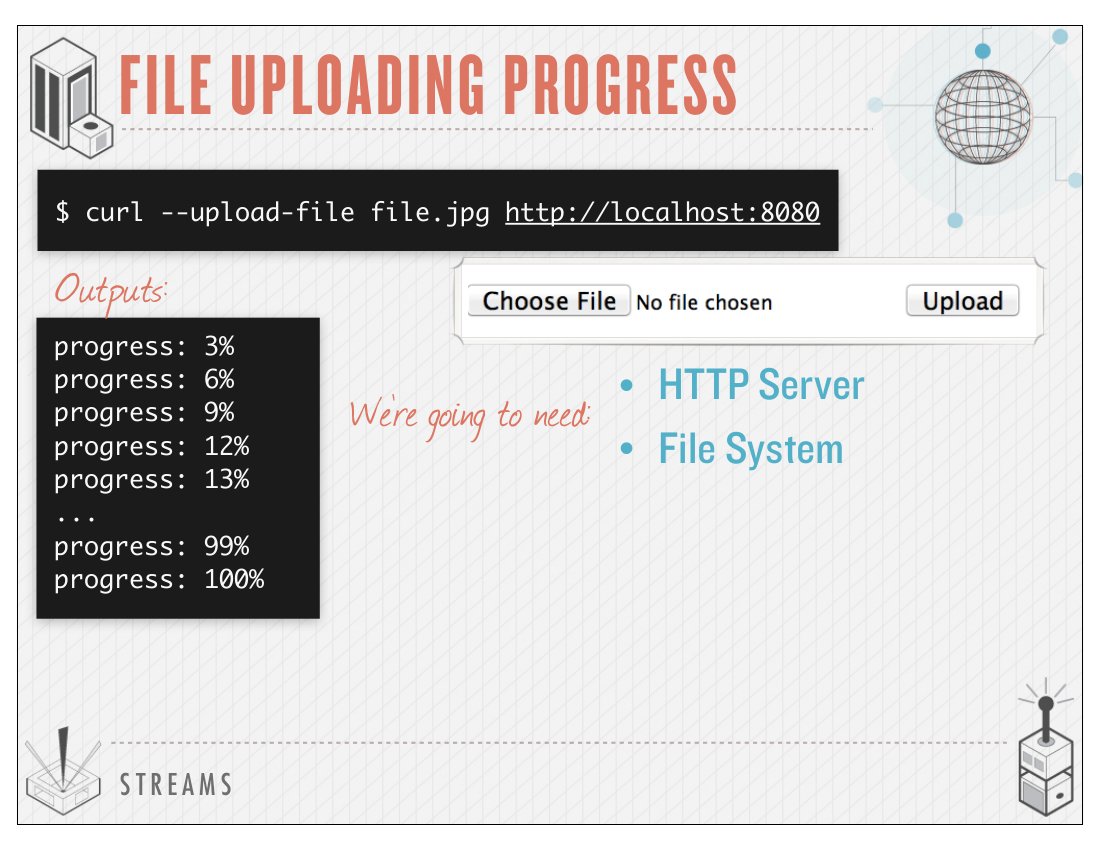 FILE UPLOADING PROGRESS
$ curl --upload-file file.jpg http://localhost:8080
Outputs:
progress: 3%
progress: 6%
progress: 9%
progress: 12%
progress: 13%
...
progress: 99%
progress: 100%
Choose File No file chosen Upload
We're going to need:
• HTTP Server
• File System
STREAMS